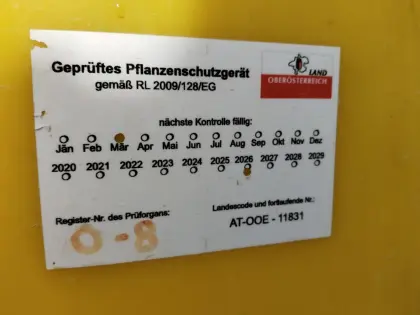 Geprüftes Pflanzenschutzgerät
gemäß RL 2009/128/EG
LAND
OBERÖSTERREICH
nächste Kontrolle fällig:
Jän Feb Mär Apr Mai Jun Jul Aug Sep Okt Nov Dez
2020 2021 2022 2023 2024 2025 2026 2027 2028 2029
Register-Nr. des Prüforgans:
O-8
Landescode und fortlaufende Nr.:
AT-OOE - 11831